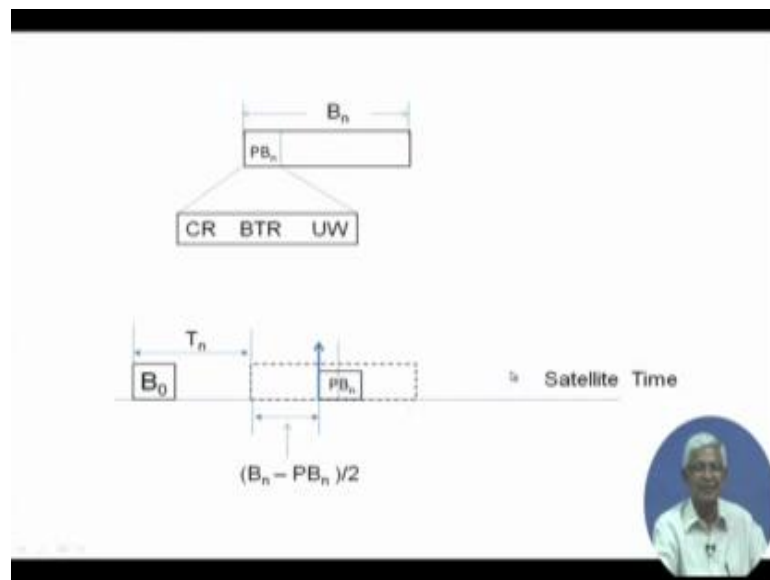 Bₙ
PBₙ
CR BTR UW
Tₙ
B₀
PBₙ
Satellite Time
(Bₙ – PBₙ)/2